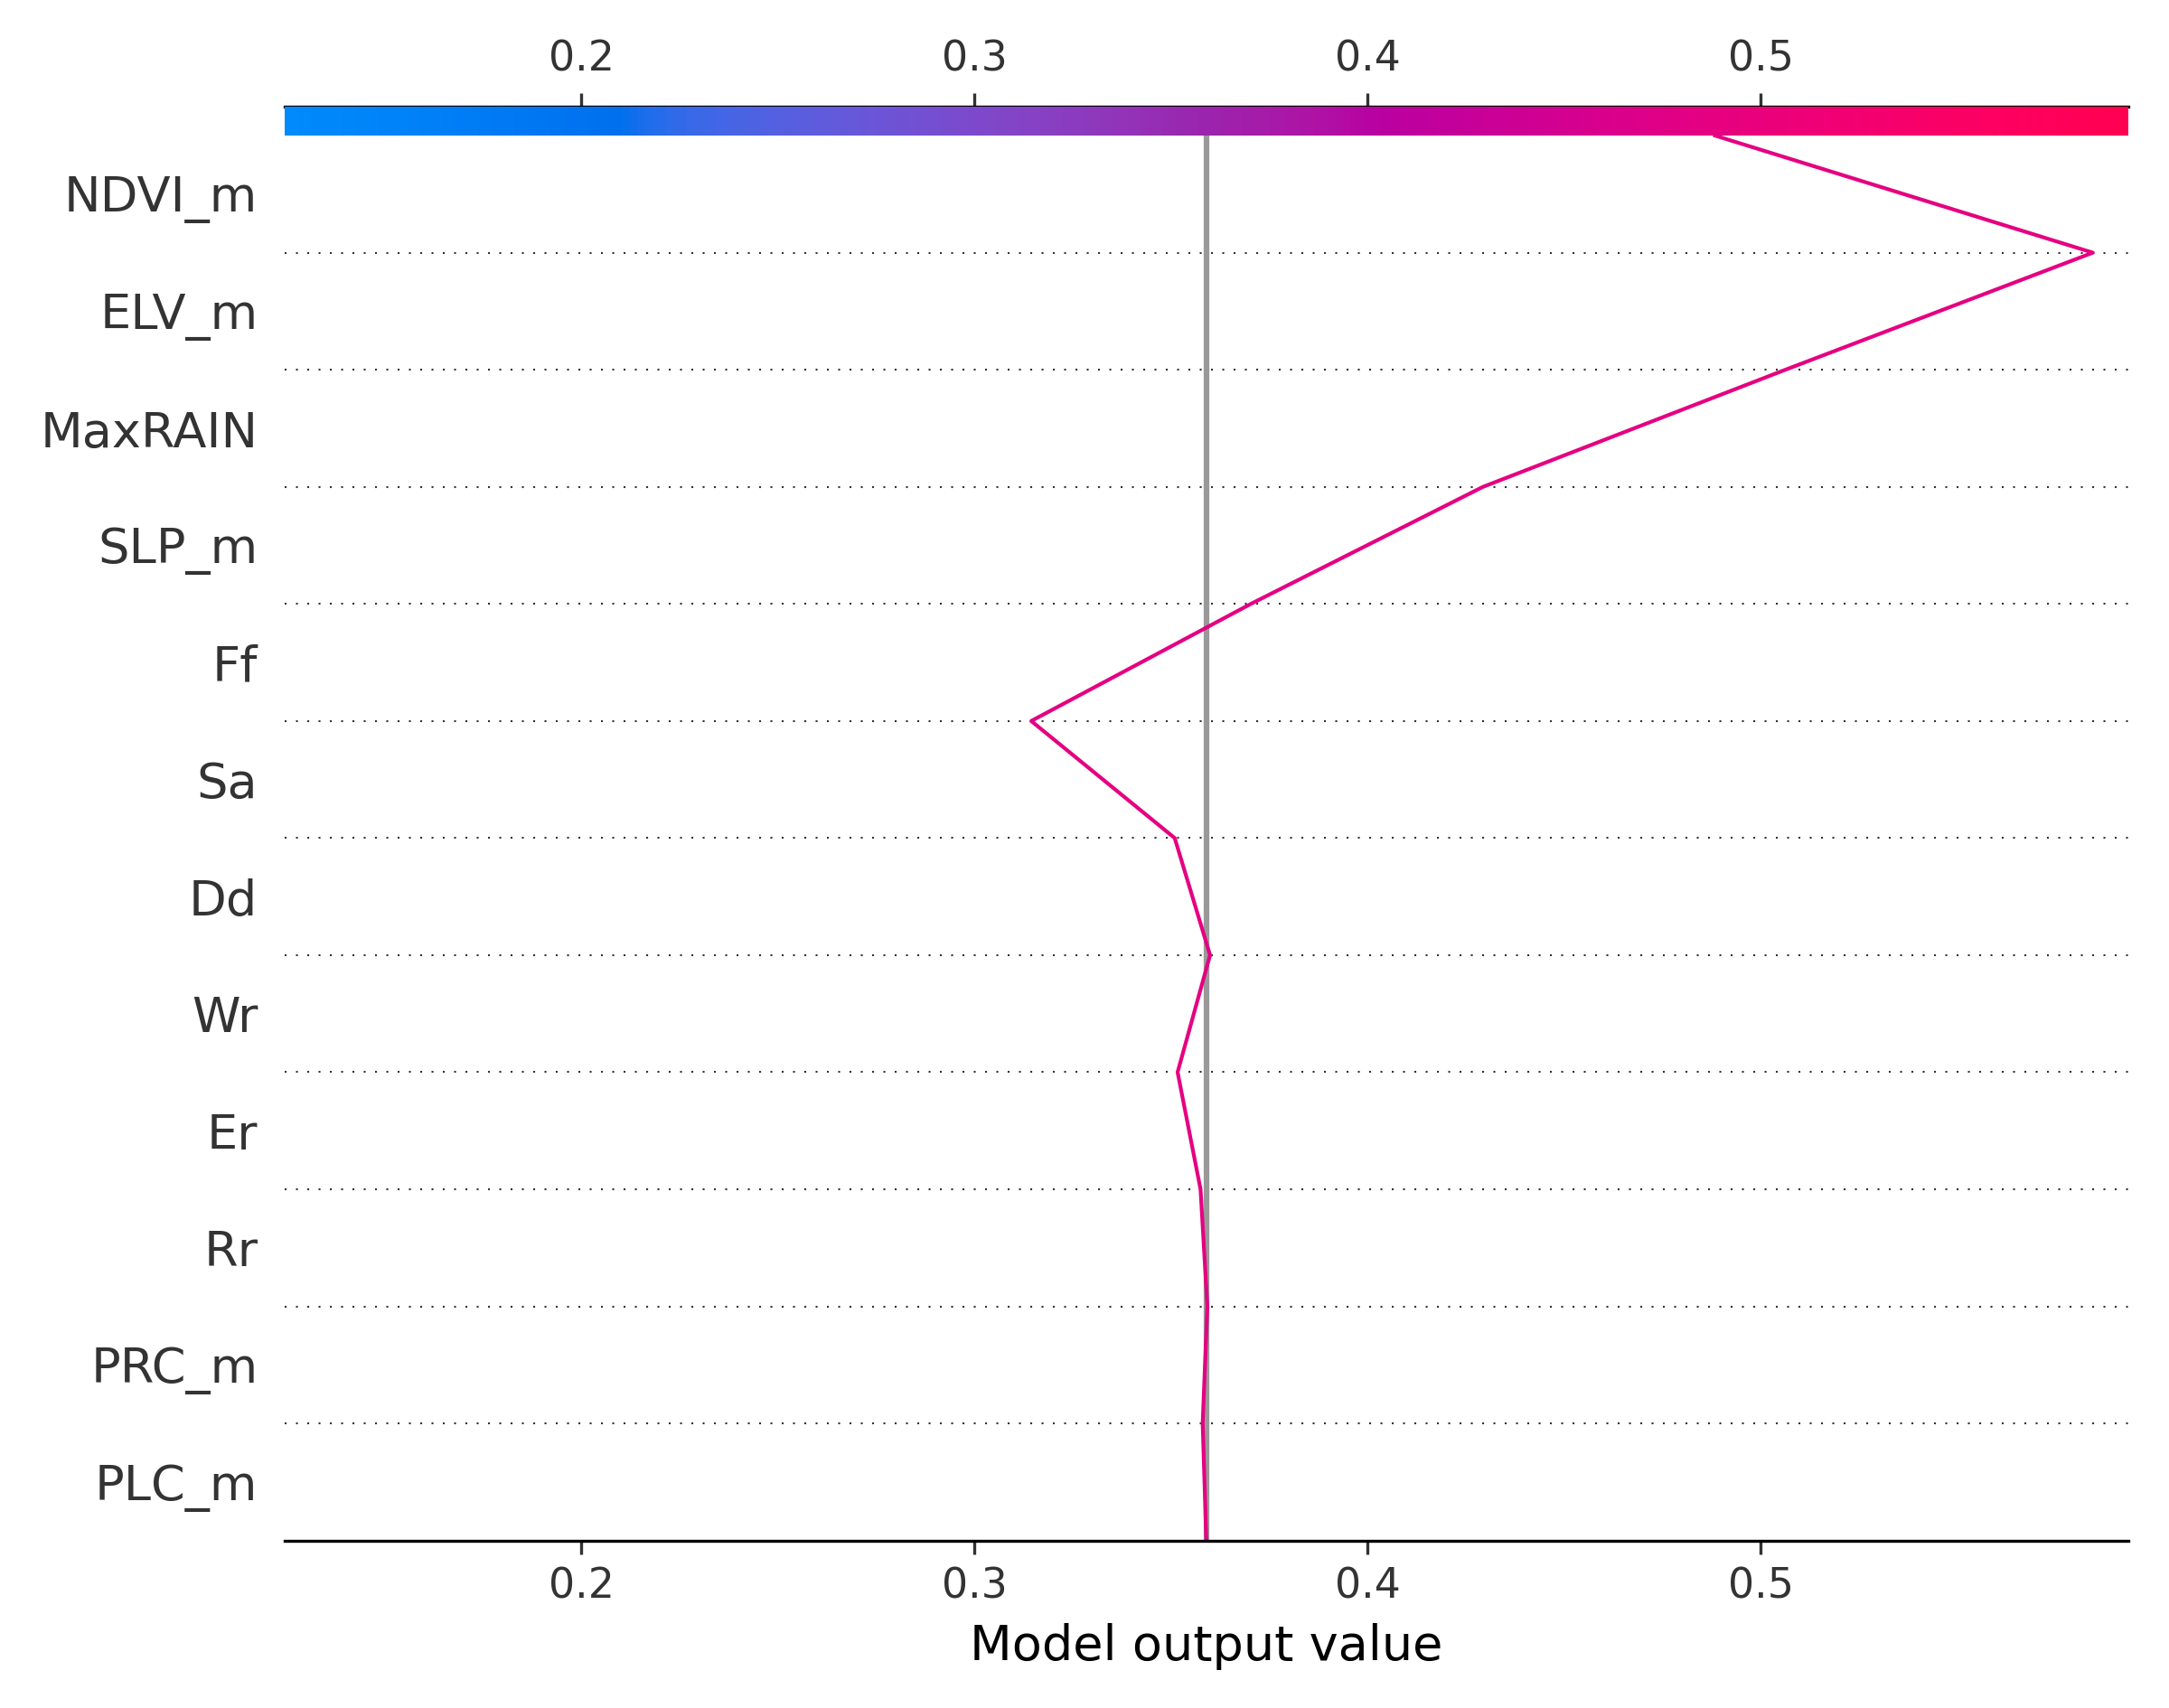 0.2 0.3 0.4 0.5
NDVI_m
ELV_m
MaxRAIN
SLP_m
Ff
Sa
Dd
Wr
Er
Rr
PRC_m
PLC_m
0.2 0.3 0.4 0.5
Model output value